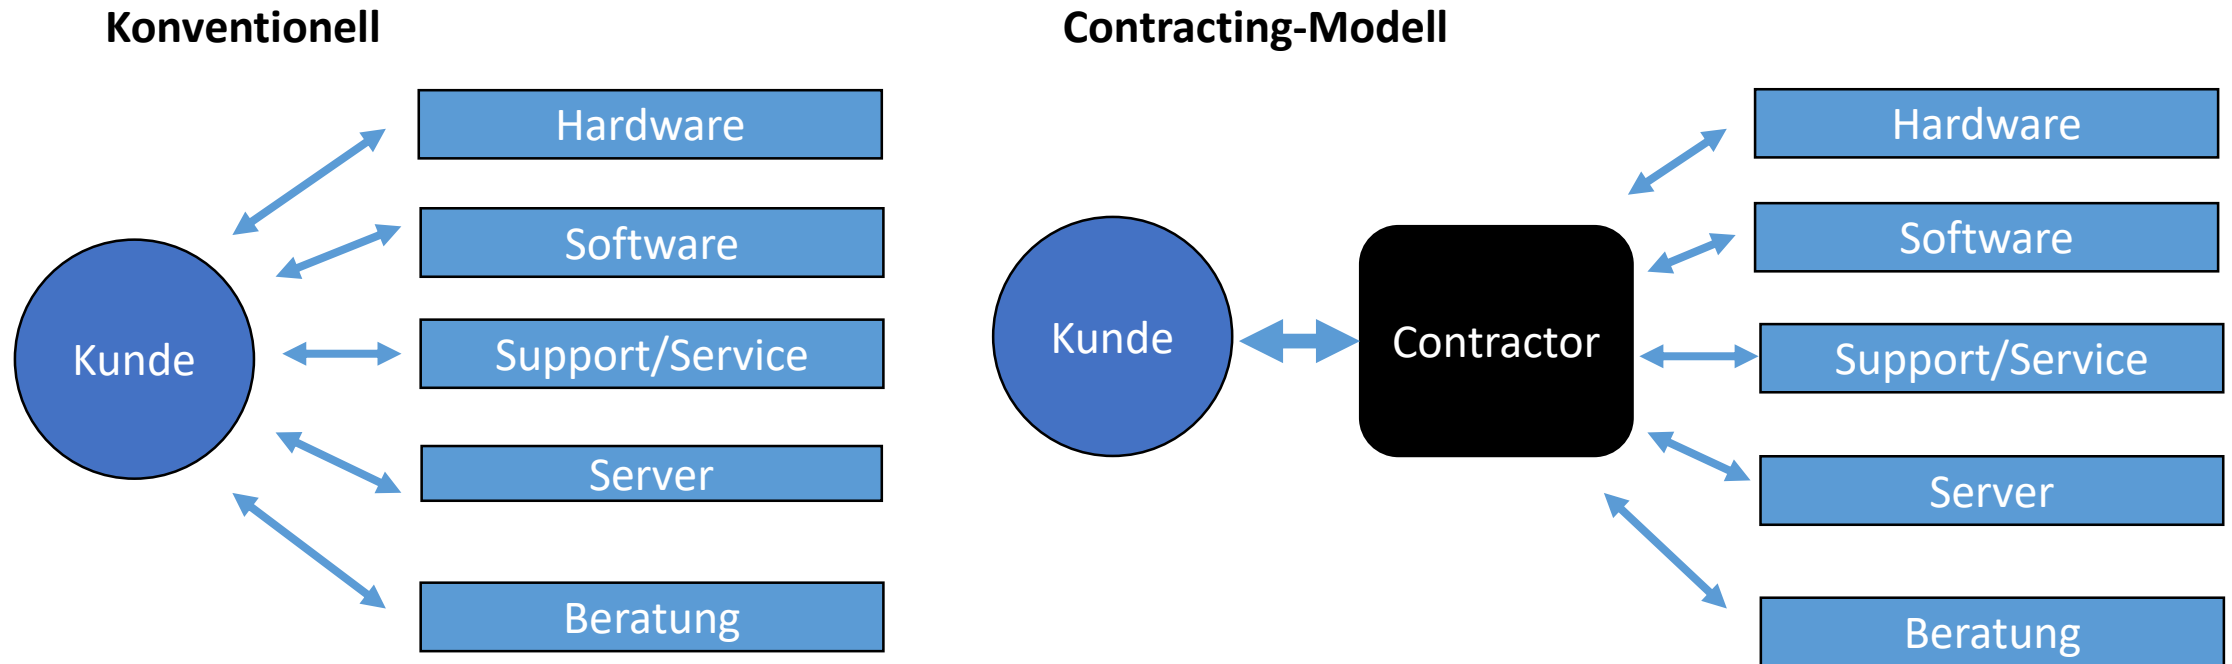 Konventionell
Hardware
Software
Kunde
Support/Service
Server
Beratung
Contracting-Modell
Hardware
Software
Kunde
Contractor
Support/Service
Server
Beratung